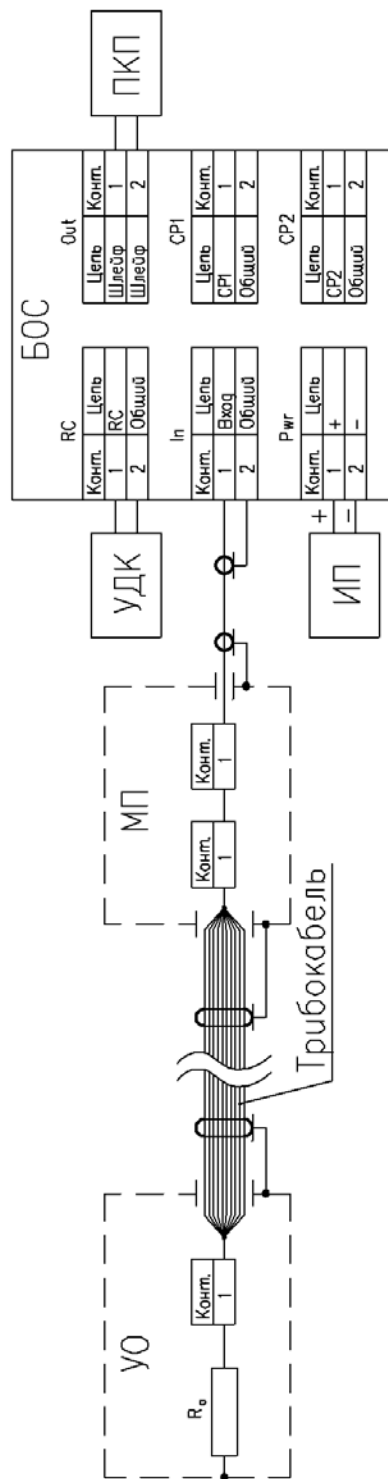 УО
R₀
Конт.
1
Трибокабель
МП
Конт.
1
Конт.
1
УДК
ИП
+
−
БОС
RC
Конт. Цепь
1 RC
2 Общий
In
Конт. Цепь
1 Вход
2 Общий
Pwr
Конт. Цепь
1 +
2 −
Out
Цепь Конт.
Шлейф 1
Шлейф 2
CP1
Цепь Конт.
CP1 1
Общий 2
CP2
Цепь Конт.
CP2 1
Общий 2
ПКП